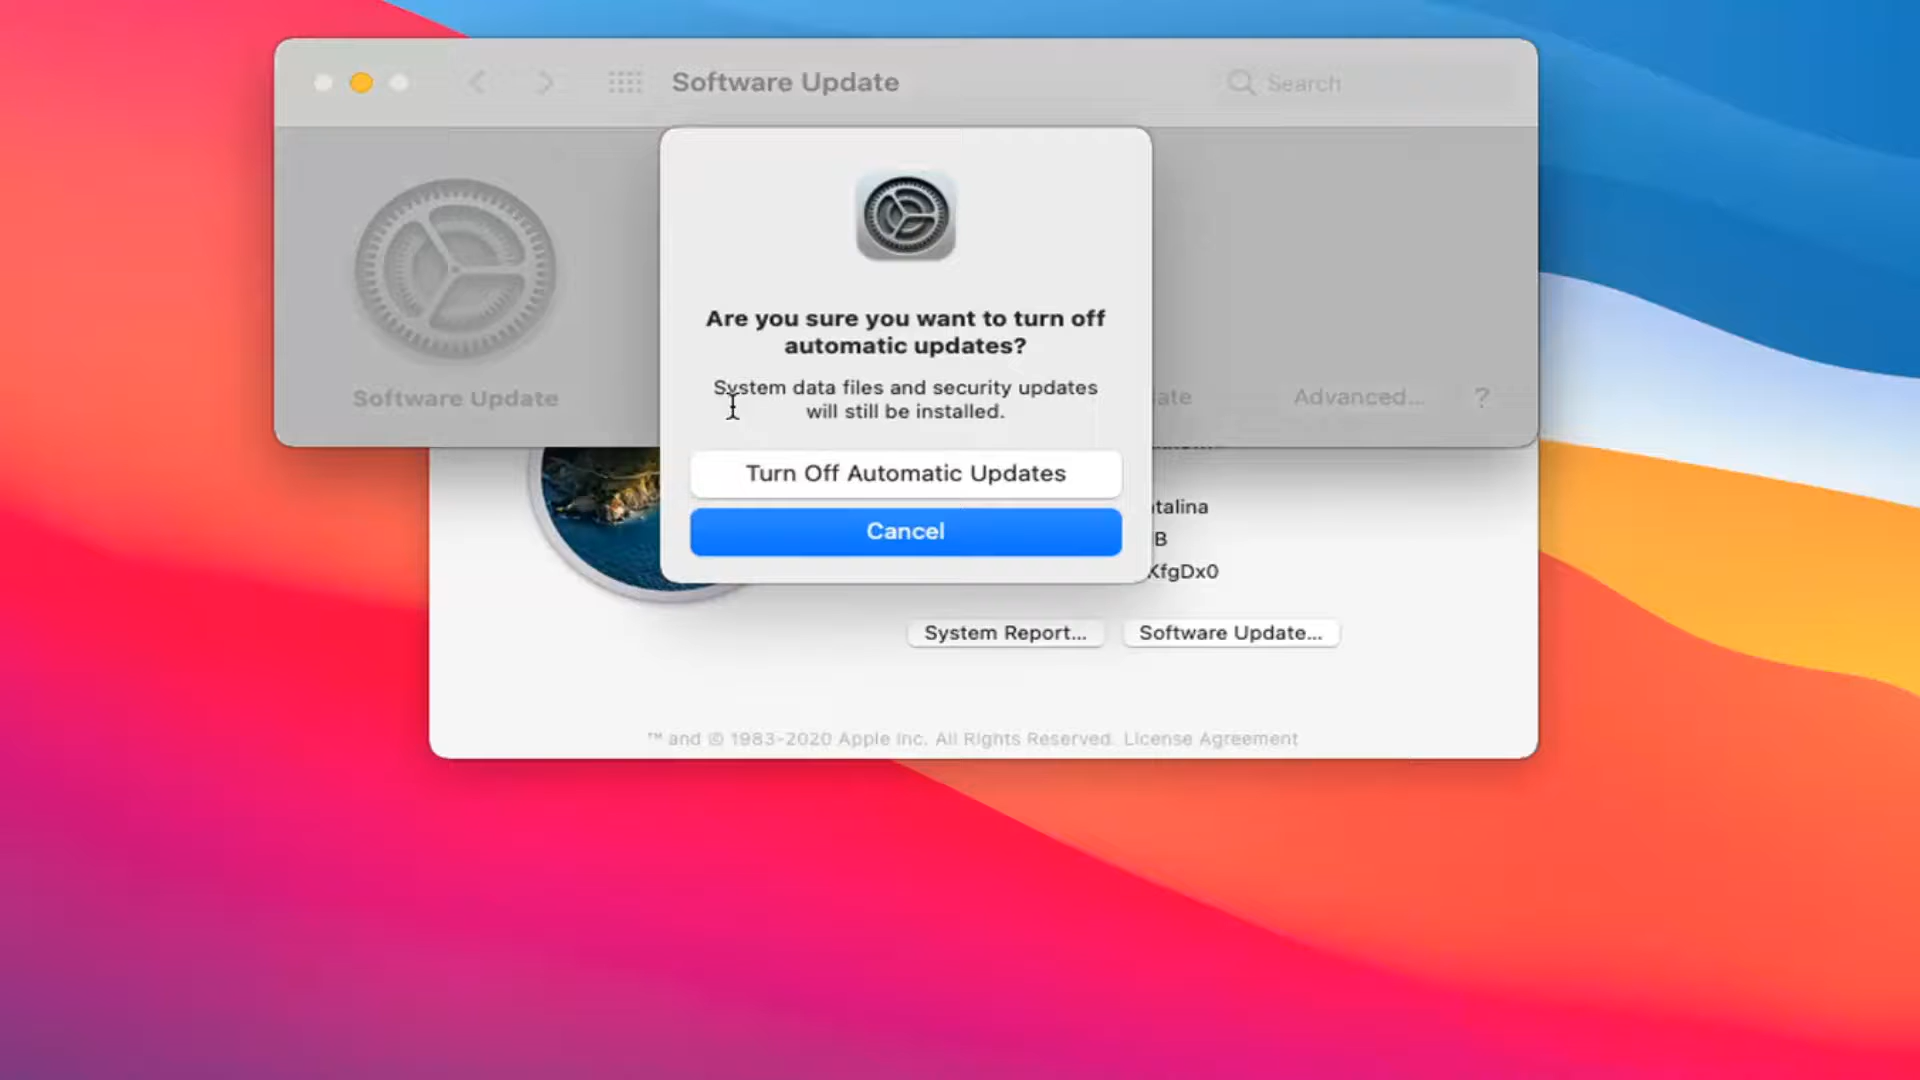 Software Update
Search
Are you sure you want to turn off
automatic updates?
System data files and security updates
will still be installed.
Software Update
Advanced...
?
Turn Off Automatic Updates
Cancel
System Report...
Software Update...
™ and © 1983-2020 Apple Inc. All Rights Reserved. License Agreement